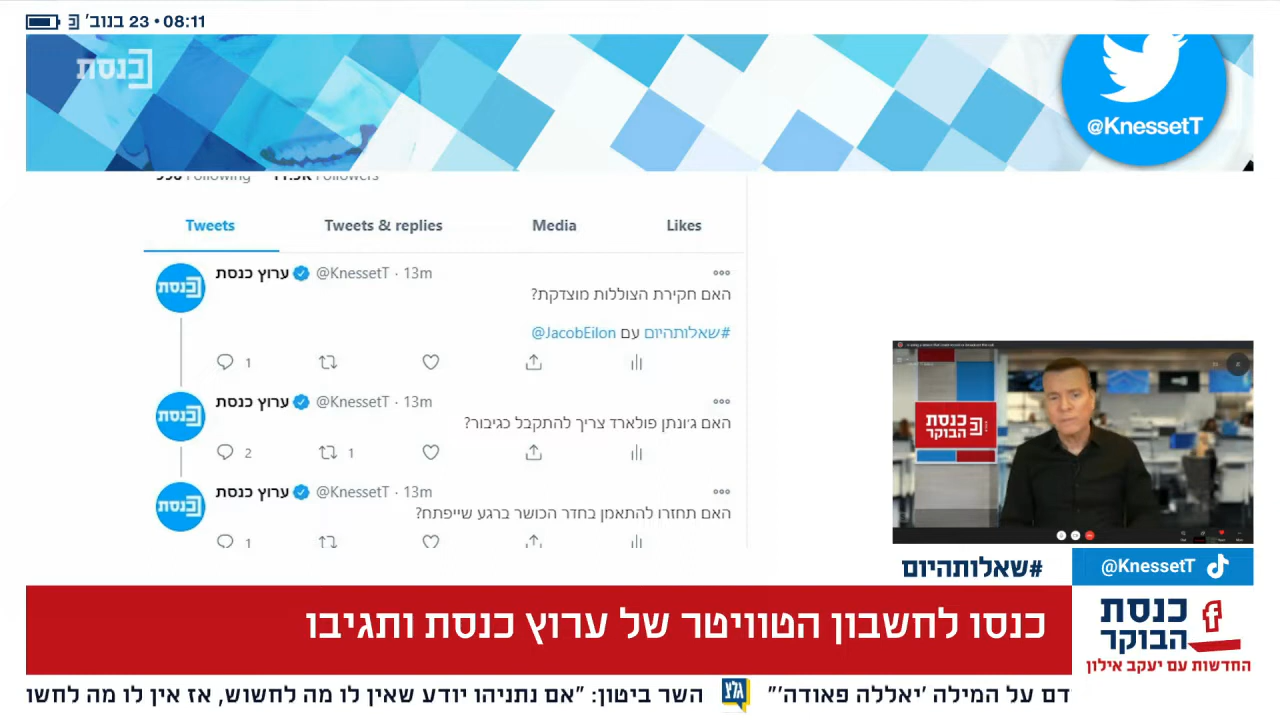 08:11 • 23 בנוב׳
כנסת
@KnessetT
Following Followers
Tweets Tweets & replies Media Likes
ערוץ כנסת @KnessetT · 13m
האם חקירת הצוללות מוצדקת?
#שאלותהיום עם @JacobEilon
1
ערוץ כנסת @KnessetT · 13m
האם ג׳ונתן פולארד צריך להתקבל כגיבור?
2 1
ערוץ כנסת @KnessetT · 13m
האם תחזרו להתאמן בחדר הכושר ברגע שייפתח?
1
כנסת
הבוקר
#שאלותהיום
@KnessetT
כנסו לחשבון הטוויטר של ערוץ כנסת ותגיבו
כנסת
הבוקר
החדשות עם יעקב אילון
דם על המילה 'יאללה פאודה'" גלצ השר ביטון: "אם נתניהו יודע שאין לו מה לחשוש, אז אין לו מה לחשו